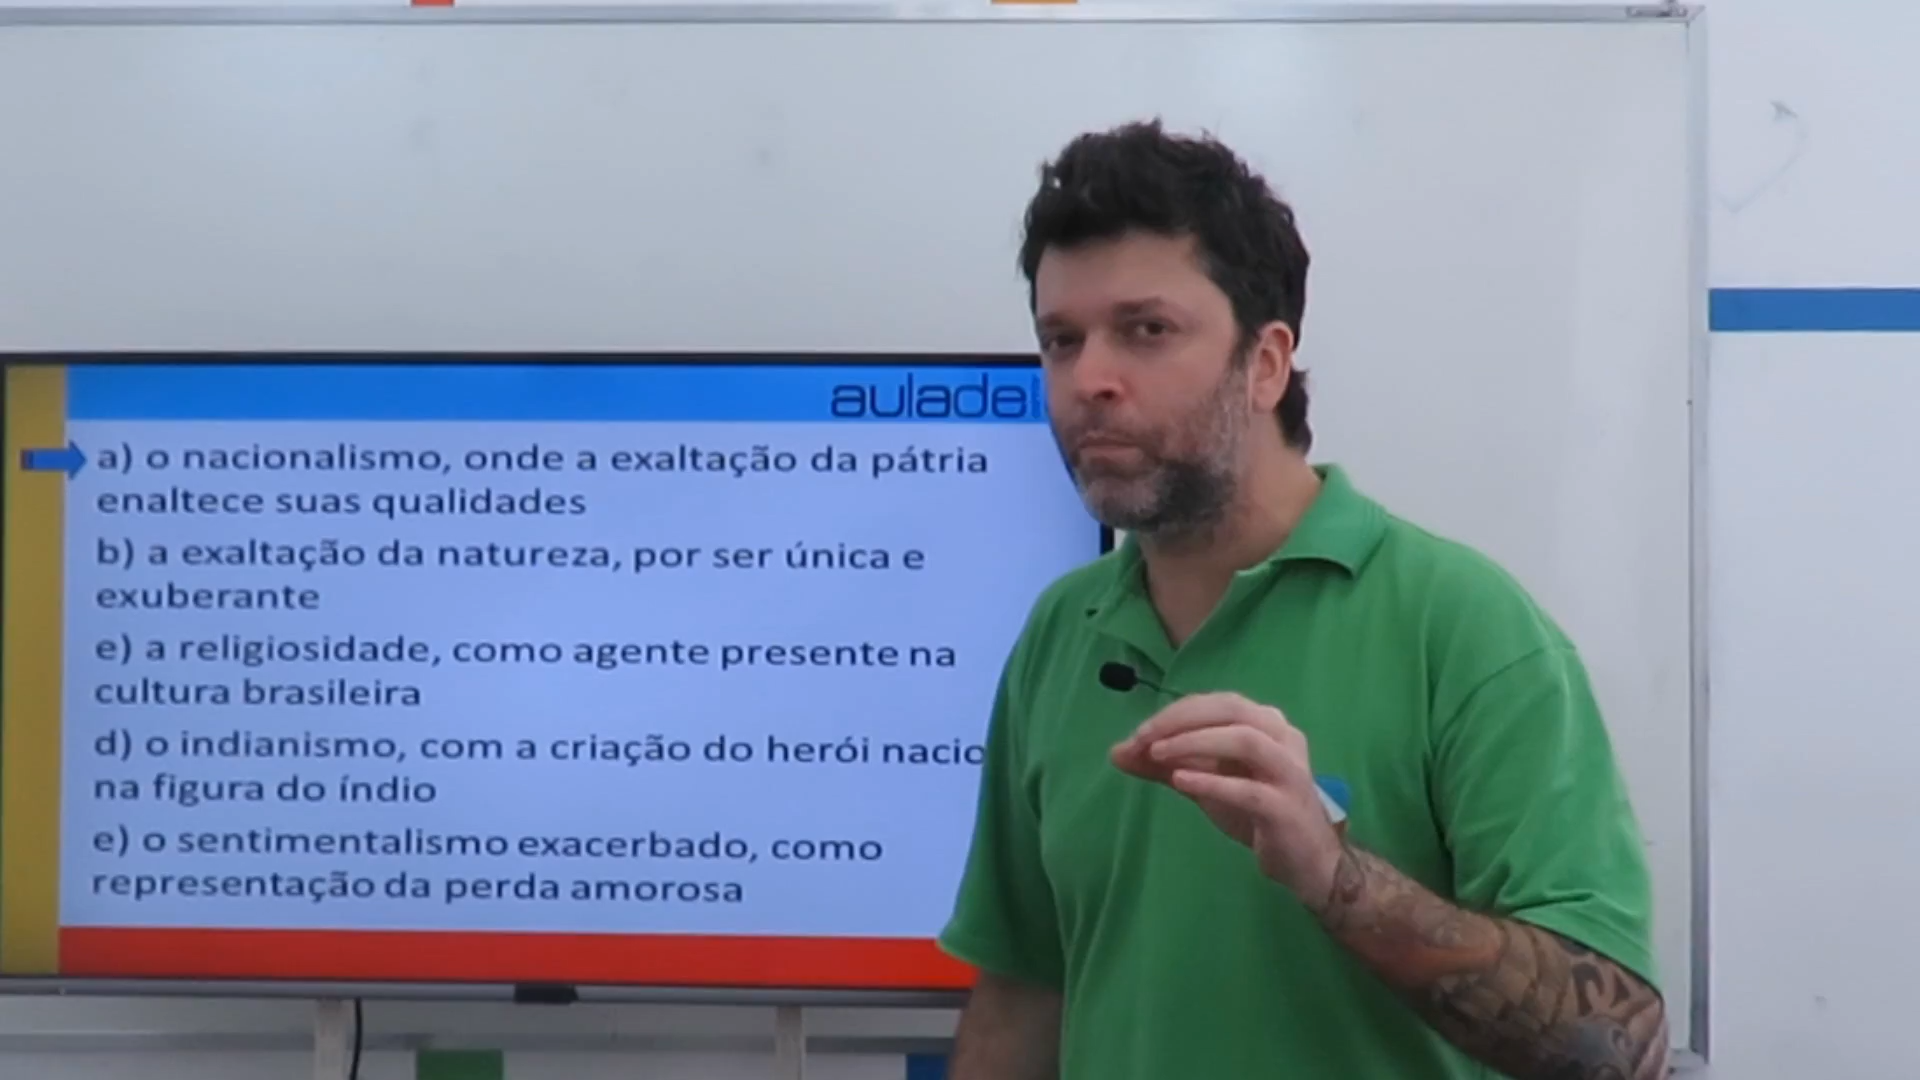 aulade
a) o nacionalismo, onde a exaltação da pátria
enaltece suas qualidades
b) a exaltação da natureza, por ser única e
exuberante
e) a religiosidade, como agente presente na
cultura brasileira
d) o indianismo, com a criação do herói nacio
na figura do índio
e) o sentimentalismo exacerbado, como
representação da perda amorosa